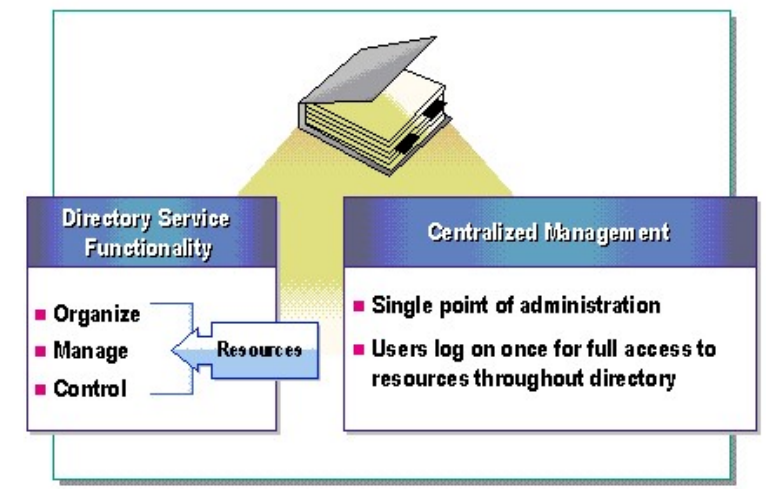 Directory Service
Functionality
Organize
Manage
Control
Resources
Centralized Management
Single point of administration
Users log on once for full access to
resources throughout directory